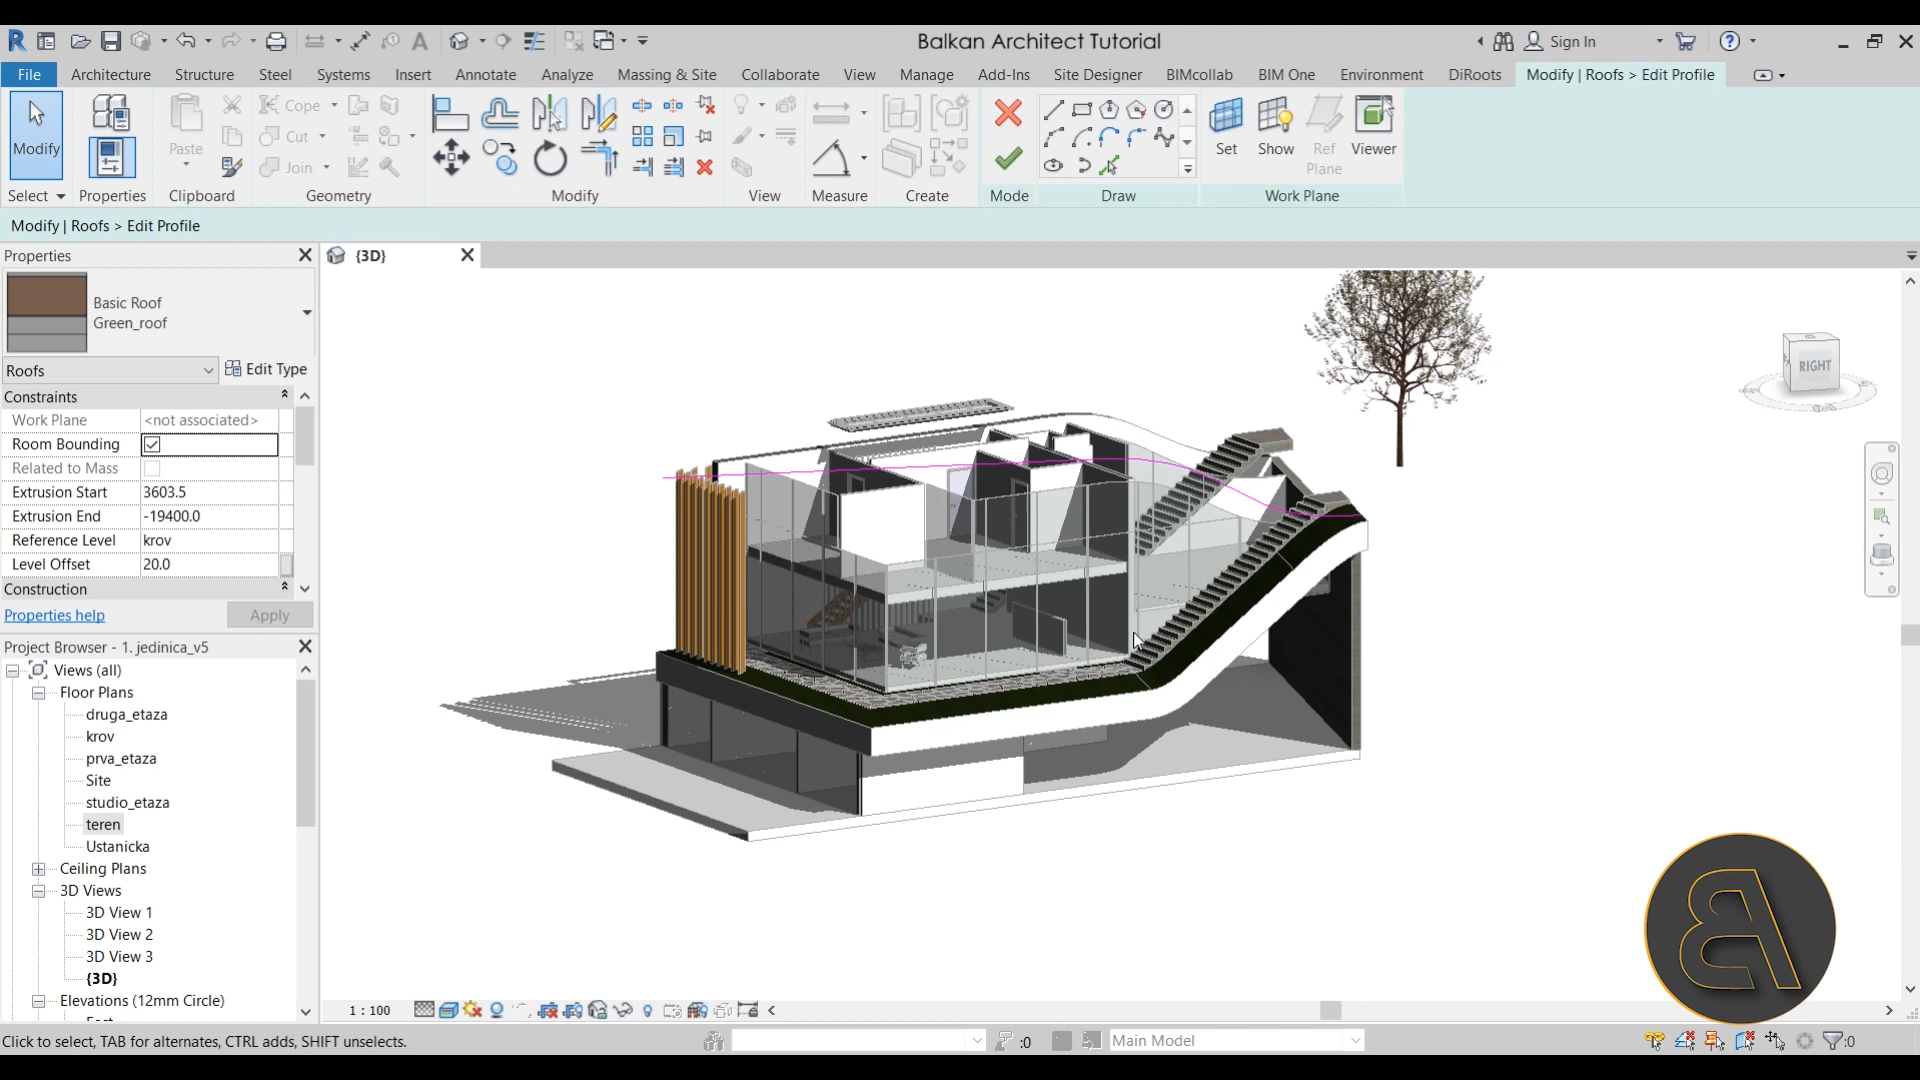 Balkan Architect Tutorial
Sign In
File Architecture Structure Steel Systems Insert Annotate Analyze Massing & Site Collaborate View Manage Add-Ins Site Designer BIMcollab BIM One Environment DiRoots Modify | Roofs > Edit Profile
Modify
Paste
Cope
Cut
Join
Set Show Ref Plane Viewer
Select Properties Clipboard Geometry Modify View Measure Create Mode Draw Work Plane
Modify | Roofs > Edit Profile
Properties
{3D}
Basic Roof
Green_roof
Roofs
Edit Type
Constraints
Work Plane <not associated>
Room Bounding
Related to Mass
Extrusion Start 3603.5
Extrusion End -19400.0
Reference Level krov
Level Offset 20.0
Construction
Properties help
Apply
RIGHT
Project Browser - 1. jedinica_v5
Views (all)
Floor Plans
druga_etaza
krov
prva_etaza
Site
studio_etaza
teren
Ustanicka
Ceiling Plans
3D Views
3D View 1
3D View 2
3D View 3
{3D}
Elevations (12mm Circle)
1 : 100
Click to select, TAB for alternates, CTRL adds, SHIFT unselects.
:0
Main Model
:0